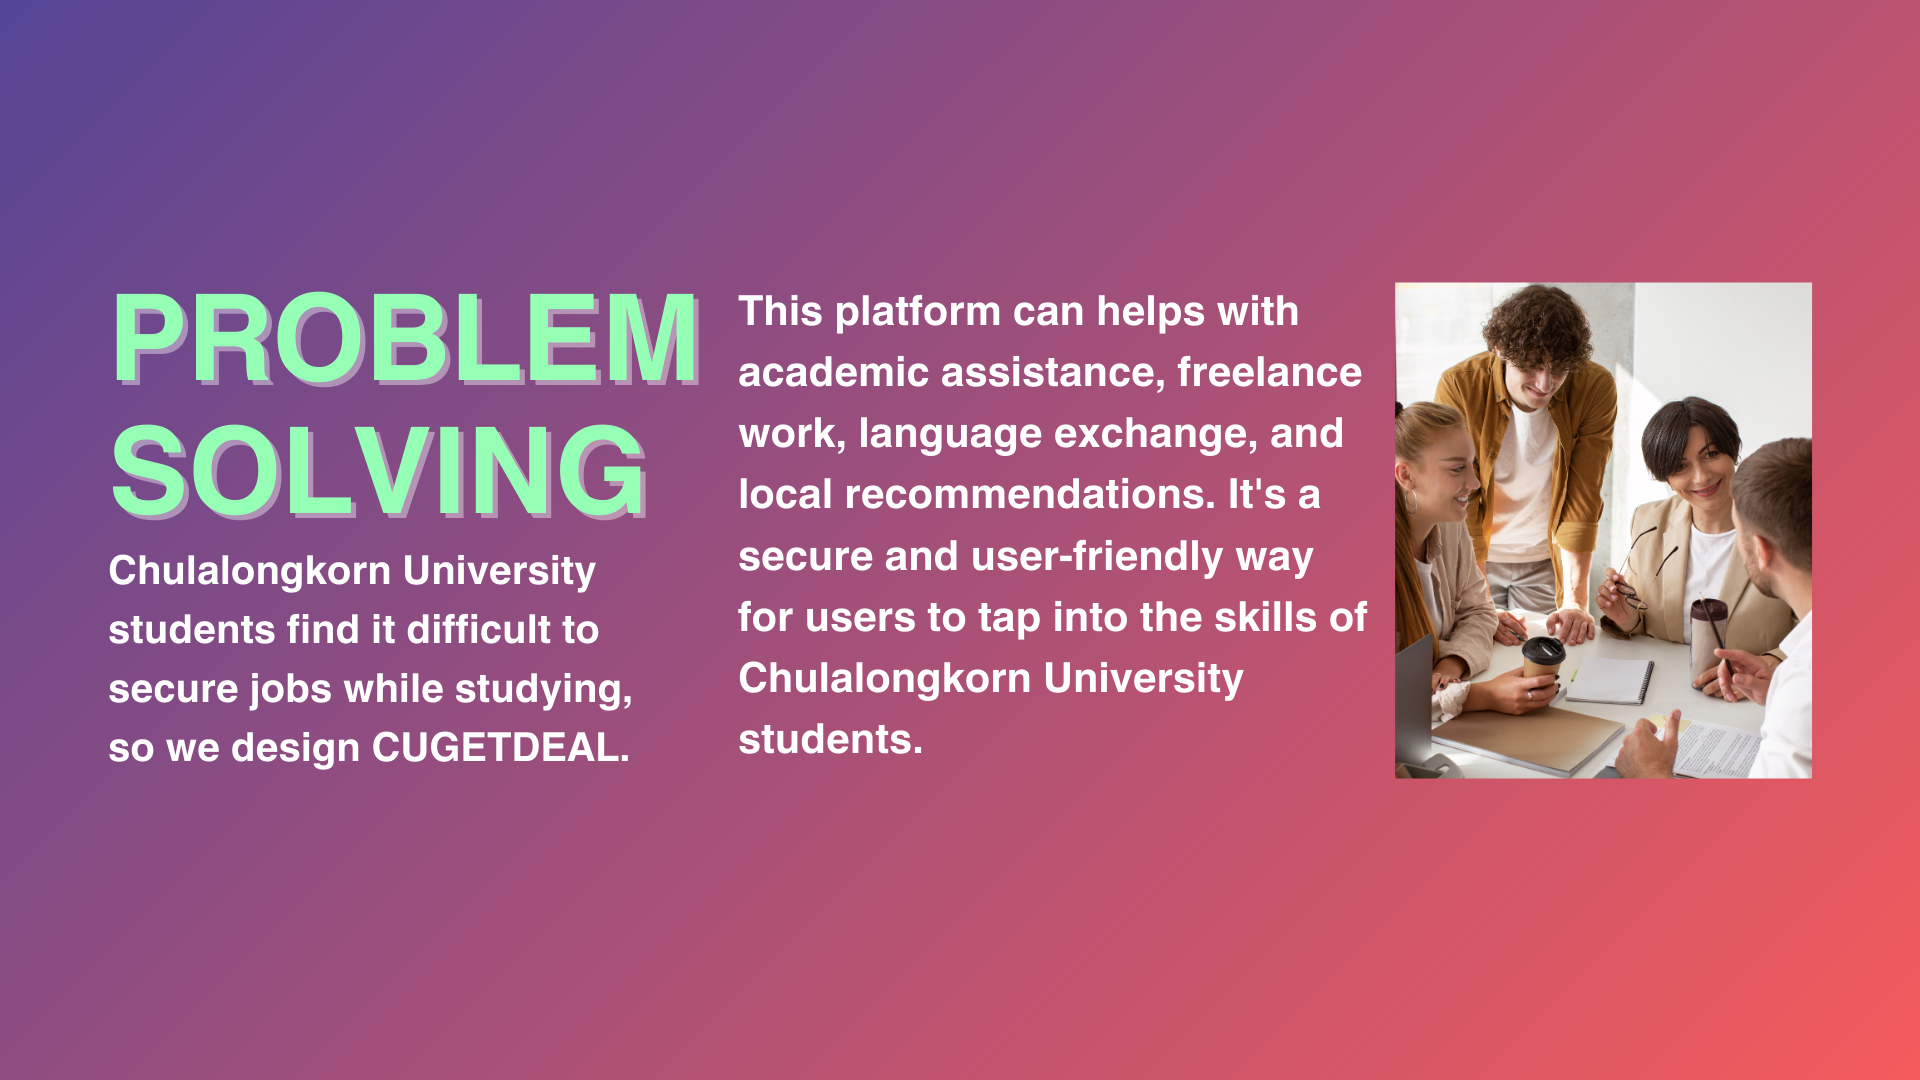 PROBLEM
SOLVING
Chulalongkorn University
students find it difficult to
secure jobs while studying,
so we design CUGETDEAL.
This platform can helps with
academic assistance, freelance
work, language exchange, and
local recommendations. It's a
secure and user-friendly way
for users to tap into the skills of
Chulalongkorn University
students.